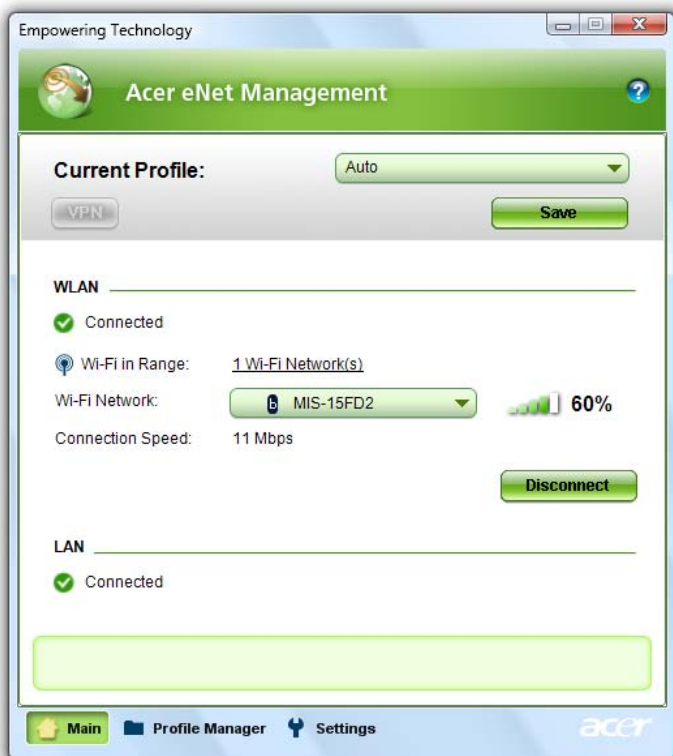 Empowering Technology
Acer eNet Management
?
Current Profile:
Auto
VPN
Save
WLAN
Connected
Wi-Fi in Range:
1 Wi-Fi Network(s)
Wi-Fi Network:
b MIS-15FD2
60%
Connection Speed:
11 Mbps
Disconnect
LAN
Connected
Main
Profile Manager
Settings
acer